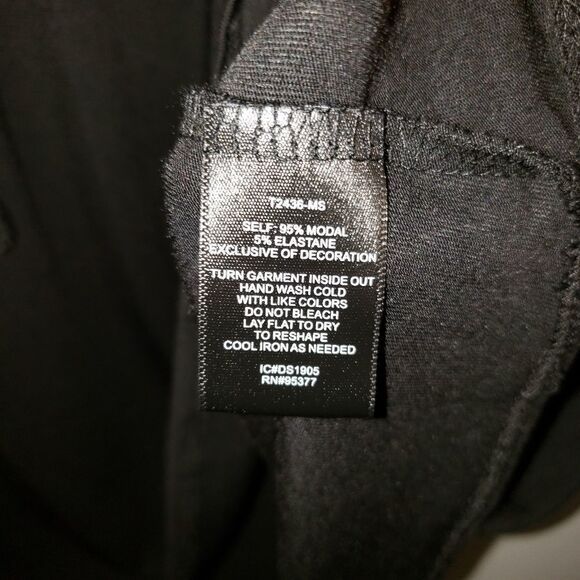 T2436-MS
SELF: 95% MODAL
5% ELASTANE
EXCLUSIVE OF DECORATION
TURN GARMENT INSIDE OUT
HAND WASH COLD
WITH LIKE COLORS
DO NOT BLEACH
LAY FLAT TO DRY
TO RESHAPE
COOL IRON AS NEEDED
IC#DS1905
RN#95377